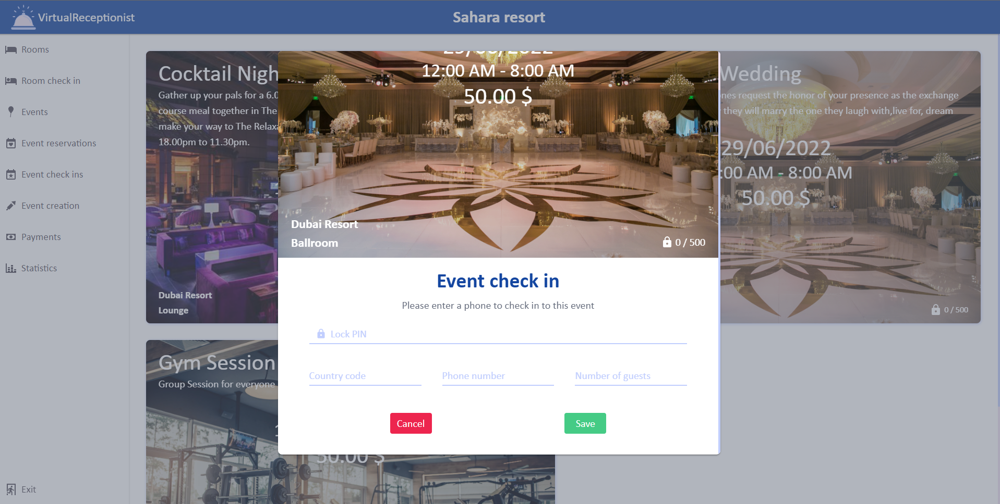 VirtualReceptionist
Sahara resort
Rooms
Room check in
Events
Event reservations
Event check ins
Event creation
Payments
Statistics
Exit
Cocktail Nigh
Gather up your pals for a 6.0
course meal together in The
make your way to The Relaxa
18.00pm to 11.30pm.
Dubai Resort
Lounge
Wedding
nes request the honor of your presence as the exchange
they will marry the one they laugh with,live for, dream
29/06/2022
:00 AM - 8:00 AM
50.00 $
0 / 500
Gym Session
Group Session for everyone
50.00 $
29/06/2022
12:00 AM - 8:00 AM
50.00 $
Dubai Resort
Ballroom
0 / 500
Event check in
Please enter a phone to check in to this event
Lock PIN
Country code
Phone number
Number of guests
Cancel
Save